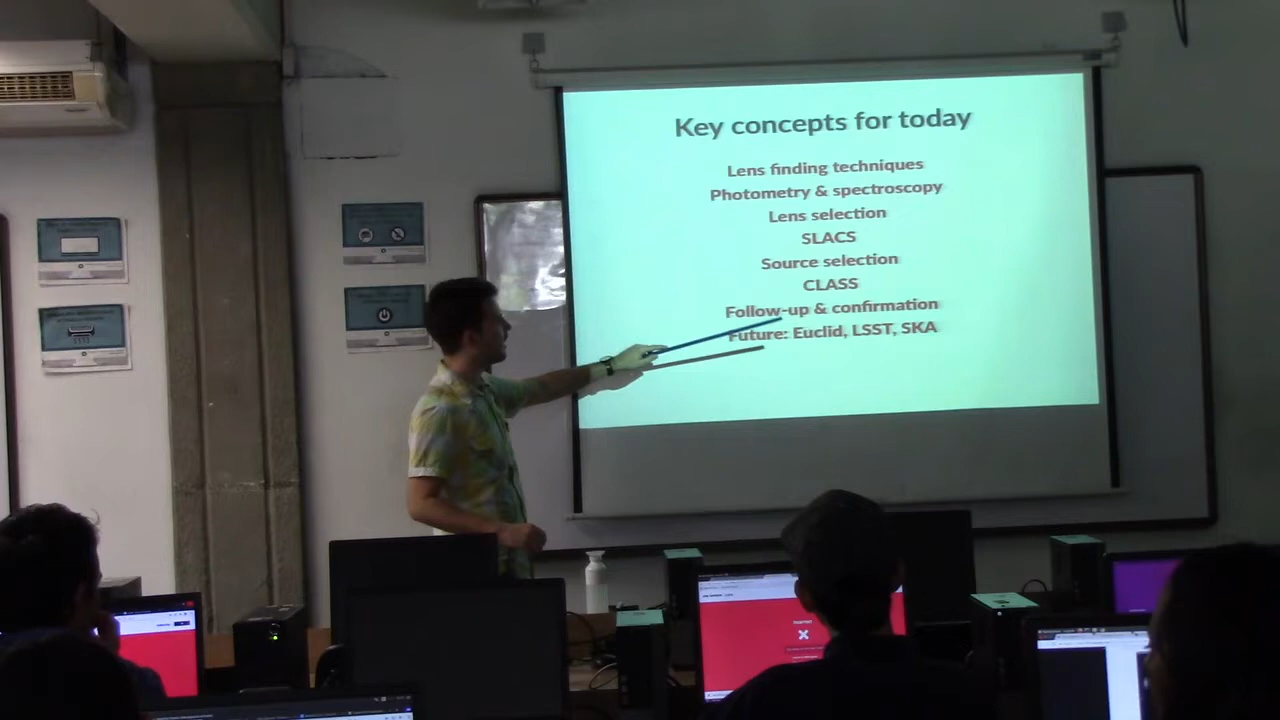 Key concepts for today
Lens finding techniques
Photometry & spectroscopy
Lens selection
SLACS
Source selection
CLASS
Follow-up & confirmation
Future: Euclid, LSST, SKA